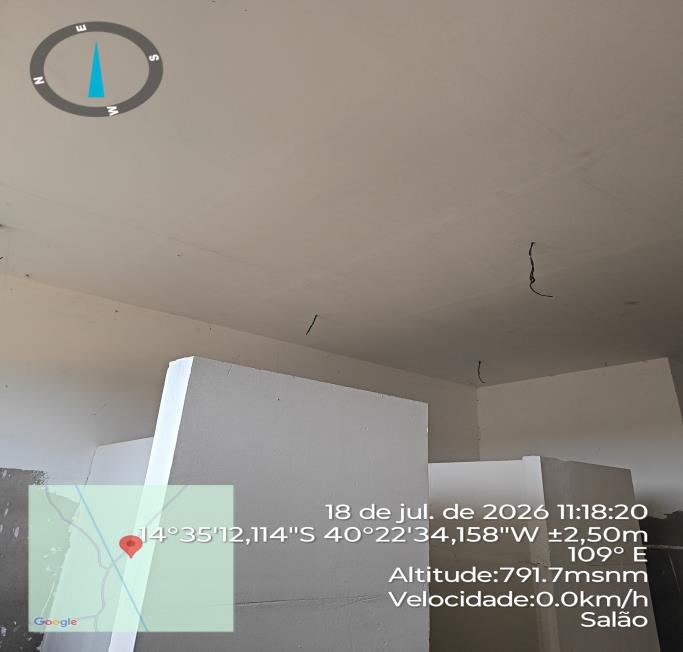 E
S
N
W
18 de jul. de 2026 11:18:20
14°35'12,114"S 40°22'34,158"W ±2,50m
109° E
Altitude:791.7msnm
Velocidade:0.0km/h
Salão
Google